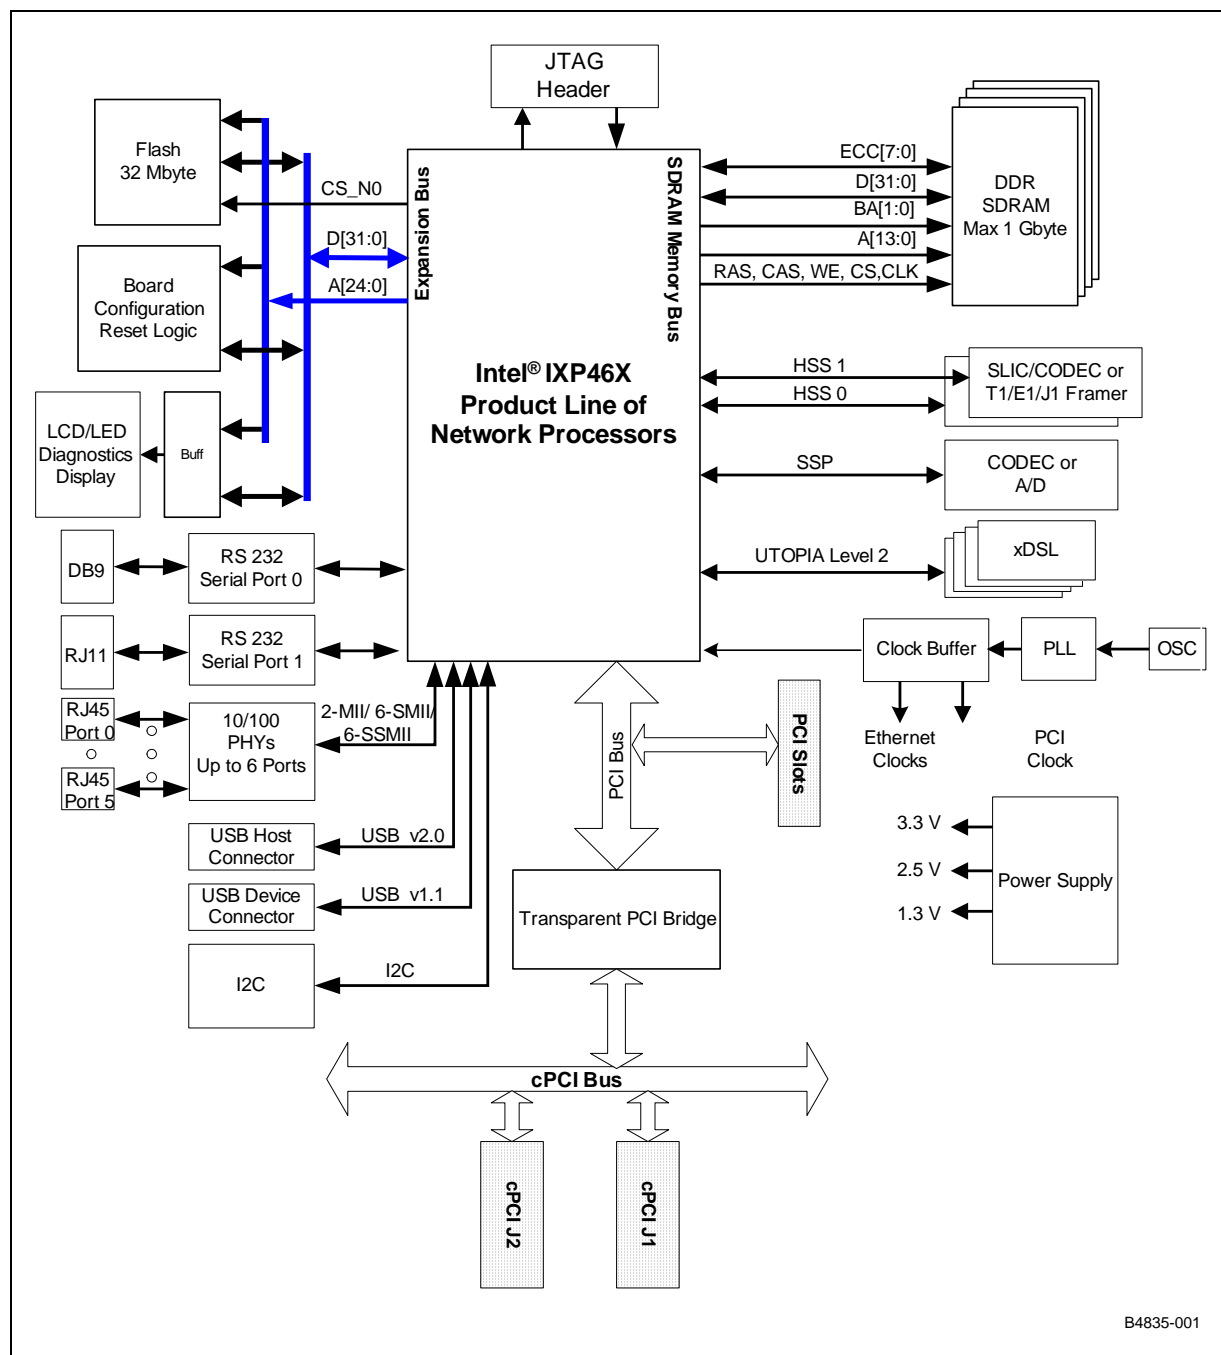 JTAG
Header
Flash
32 Mbyte
CS_N0
D[31:0]
A[24:0]
Board
Configuration
Reset Logic
LCD/LED
Diagnostics
Display
Buff
Expansion Bus
SDRAM Memory Bus
Intel® IXP46X
Product Line of
Network Processors
ECC[7:0]
D[31:0]
BA[1:0]
A[13:0]
RAS, CAS, WE, CS,CLK
DDR
SDRAM
Max 1 Gbyte
HSS 1
HSS 0
SLIC/CODEC or
T1/E1/J1 Framer
SSP
CODEC or
A/D
UTOPIA Level 2
xDSL
DB9
RS 232
Serial Port 0
RJ11
RS 232
Serial Port 1
Clock Buffer
PLL
OSC
Ethernet
Clocks
PCI
Clock
RJ45
Port 0
RJ45
Port 5
10/100
PHYs
Up to 6 Ports
2-MII/ 6-SMII/
6-SSMII
PCI Bus
PCI Slots
USB Host
Connector
USB v2.0
USB Device
Connector
USB v1.1
I2C
I2C
3.3 V
2.5 V
1.3 V
Power Supply
Transparent PCI Bridge
cPCI Bus
cPCI J2
cPCI J1
B4835-001